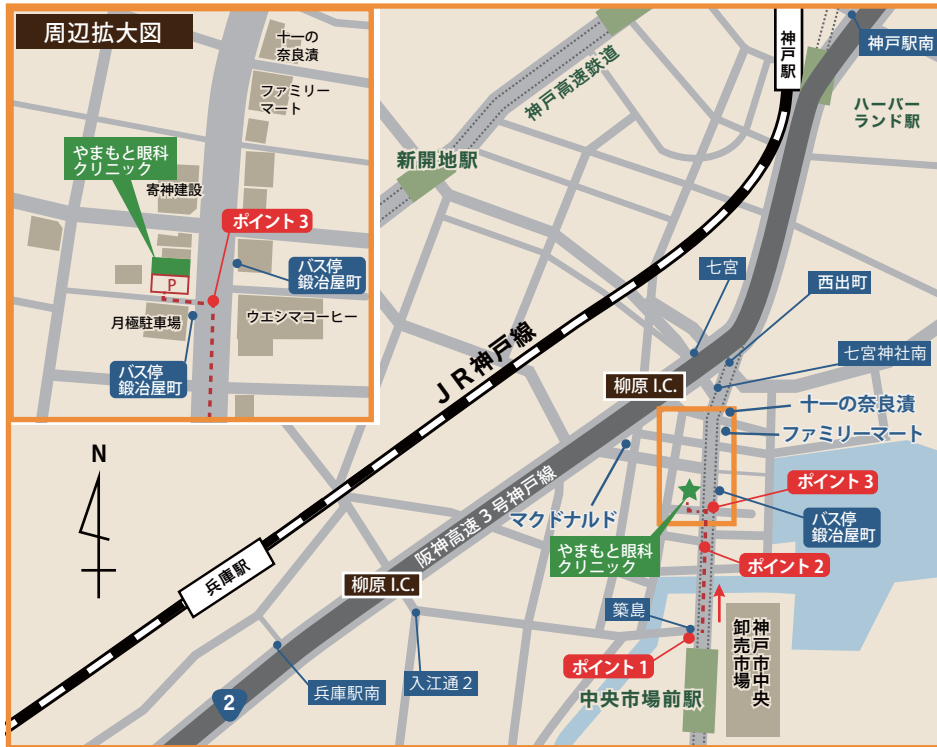 周辺拡大図
十一の
奈良漬
ファミリー
マート
やまもと眼科
クリニック
寄神建設
ポイント3
バス停
鍛冶屋町
P
月極駐車場
ウエシマコーヒー
バス停
鍛冶屋町
神戸駅
神戸駅南
神戸高速鉄道
ハーバー
ランド駅
新開地駅
七宮
西出町
JR神戸線
七宮神社南
柳原 I.C.
十一の奈良漬
ファミリーマート
N
阪神高速3号神戸線
マクドナルド
ポイント3
バス停
鍛冶屋町
やまもと眼科
クリニック
ポイント2
兵庫駅
柳原 I.C.
築島
神戸市中央
卸売市場
ポイント1
入江通2
兵庫駅南
中央市場前駅
2